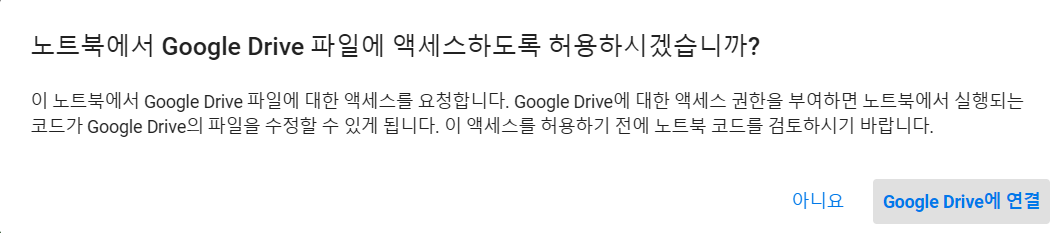 노트북에서 Google Drive 파일에 액세스하도록 허용하시겠습니까?
이 노트북에서 Google Drive 파일에 대한 액세스를 요청합니다. Google Drive에 대한 액세스 권한을 부여하면 노트북에서 실행되는
코드가 Google Drive의 파일을 수정할 수 있게 됩니다. 이 액세스를 허용하기 전에 노트북 코드를 검토하시기 바랍니다.
아니요 Google Drive에 연결